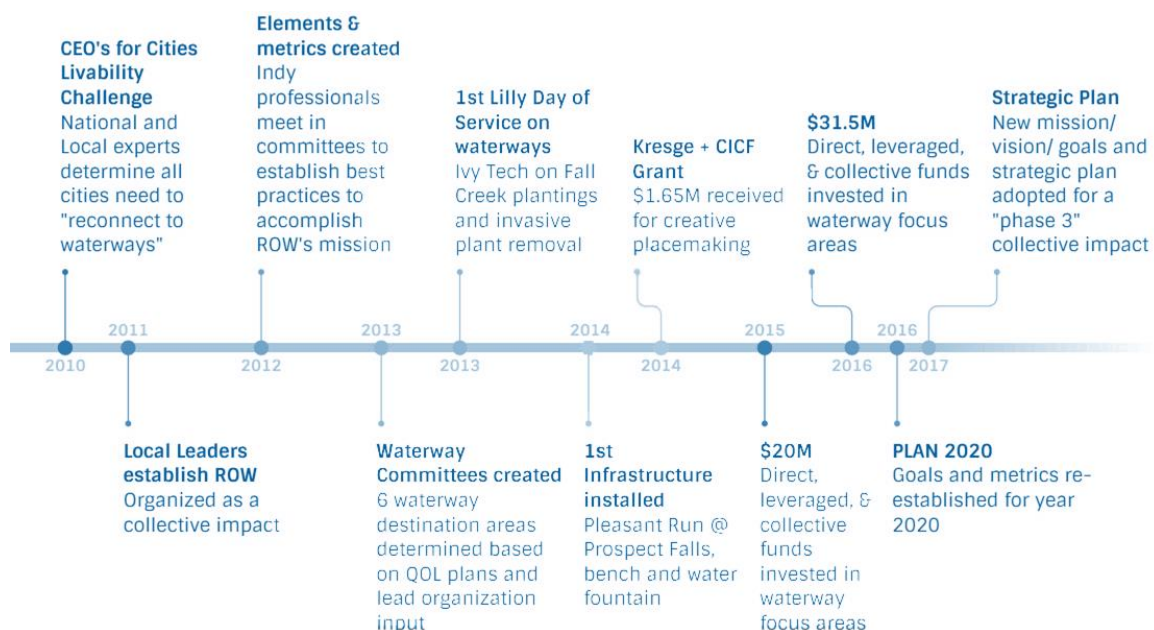 CEO's for Cities
Livability
Challenge
National and
Local experts
determine all
cities need to
"reconnect to
waterways"
Elements &
metrics created
Indy
professionals
meet in
committees to
establish best
practices to
accomplish
ROW's mission
1st Lilly Day of
Service on
waterways
Ivy Tech on Fall
Creek plantings
and invasive
plant removal
Kresge + CICF
Grant
$1.65M received
for creative
placemaking
$31.5M
Direct, leveraged,
& collective funds
invested in
waterway focus
areas
Strategic Plan
New mission/
vision/ goals and
strategic plan
adopted for a
"phase 3"
collective impact
2011
2013
2014
2015
2016
2010
2012
2013
2014
2016
2017
Local Leaders
establish ROW
Organized as a
collective impact
Waterway
Committees created
6 waterway
destination areas
determined based
on QOL plans and
lead organization
input
1st
Infrastructure
installed
Pleasant Run @
Prospect Falls,
bench and water
fountain
$20M
Direct,
leveraged, &
collective
funds
invested in
waterway
focus areas
PLAN 2020
Goals and metrics re-
established for year
2020